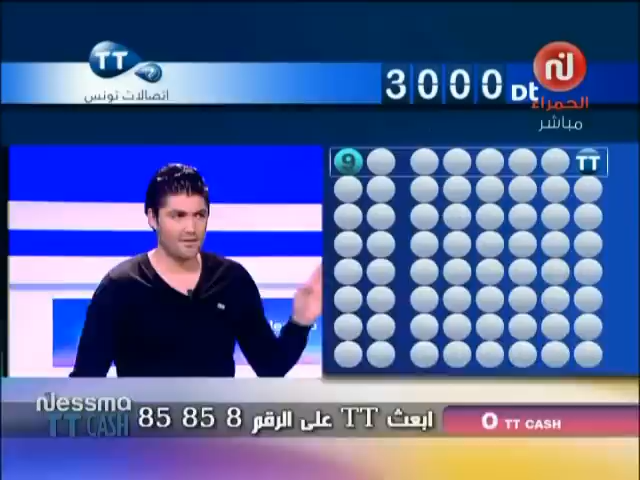 TT
اتصالات تونس
3000 Dt
الحمراء
مباشر
9
TT
Nessma
TT CASH
ابعث TT على الرقم 8 85 85
0 TT CASH